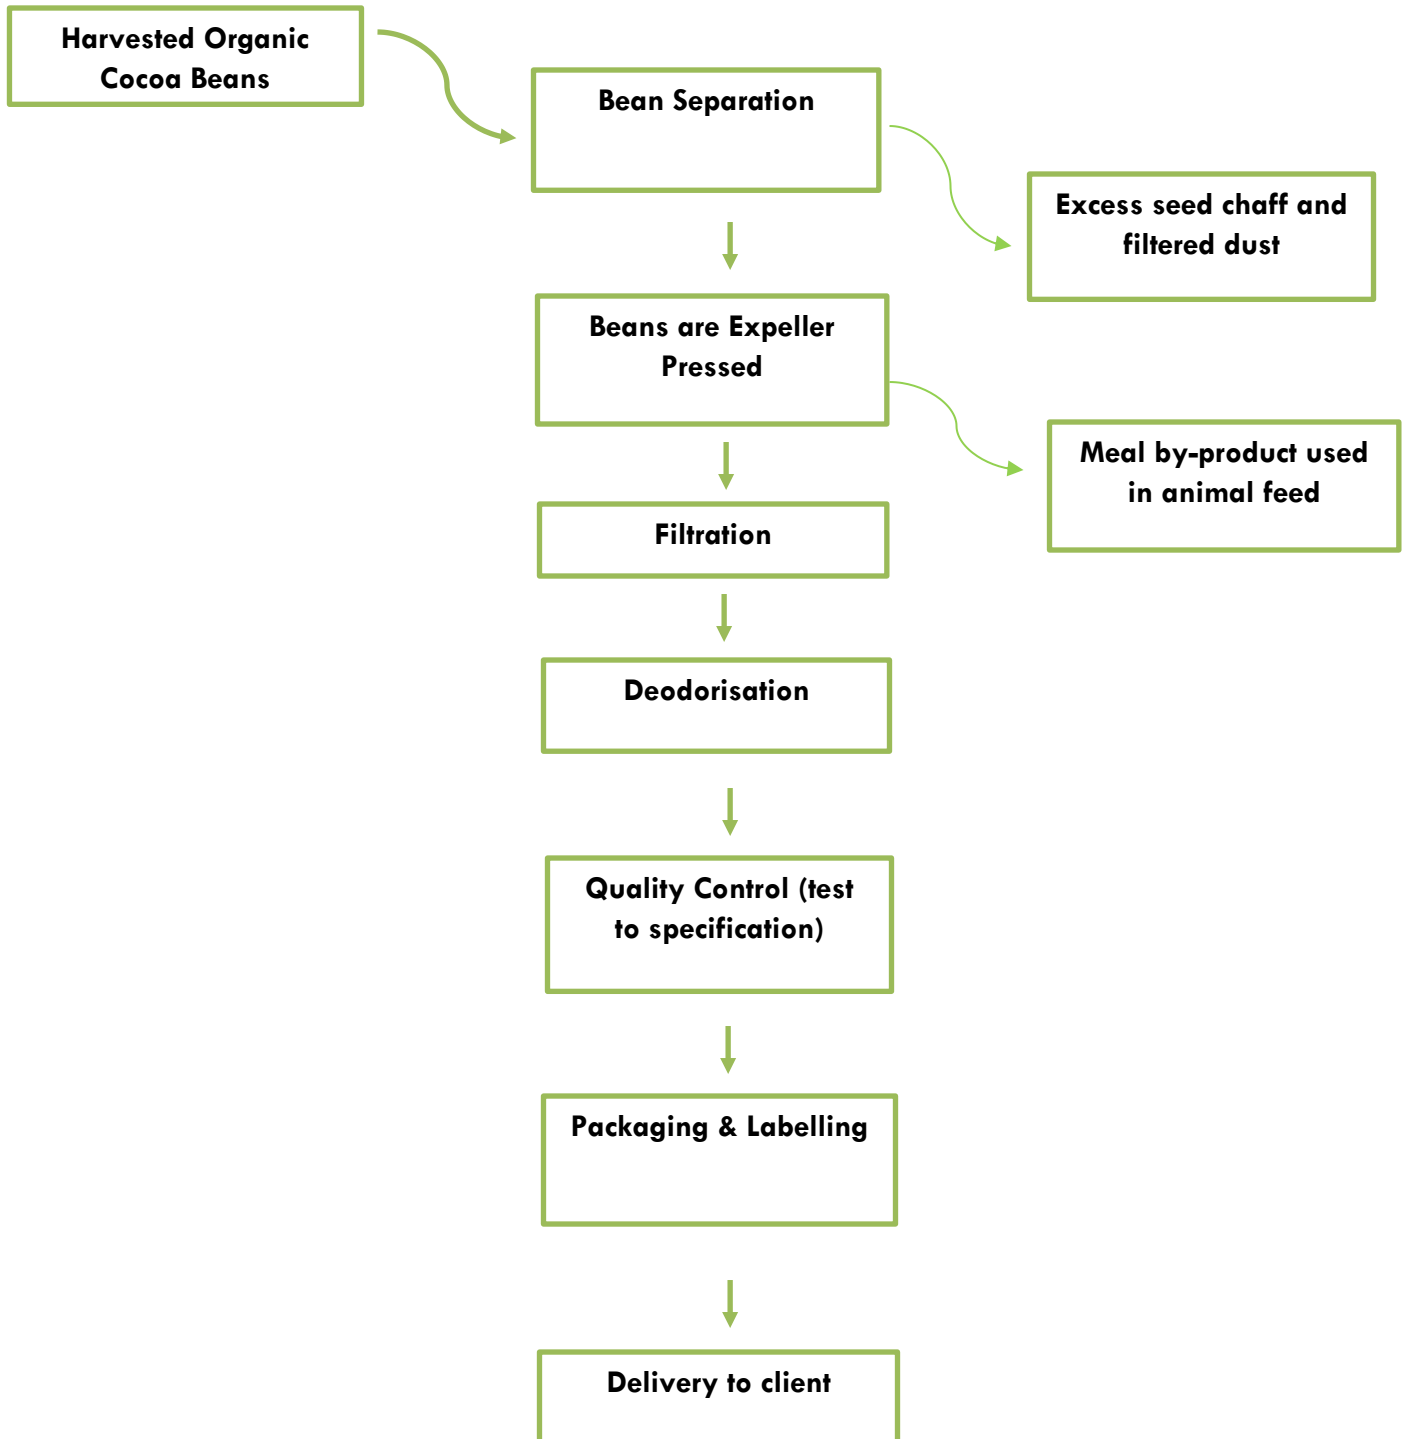 Harvested Organic
Cocoa Beans
Bean Separation
Excess seed chaff and
filtered dust
Beans are Expeller
Pressed
Meal by-product used
in animal feed
Filtration
Deodorisation
Quality Control (test
to specification)
Packaging & Labelling
Delivery to client